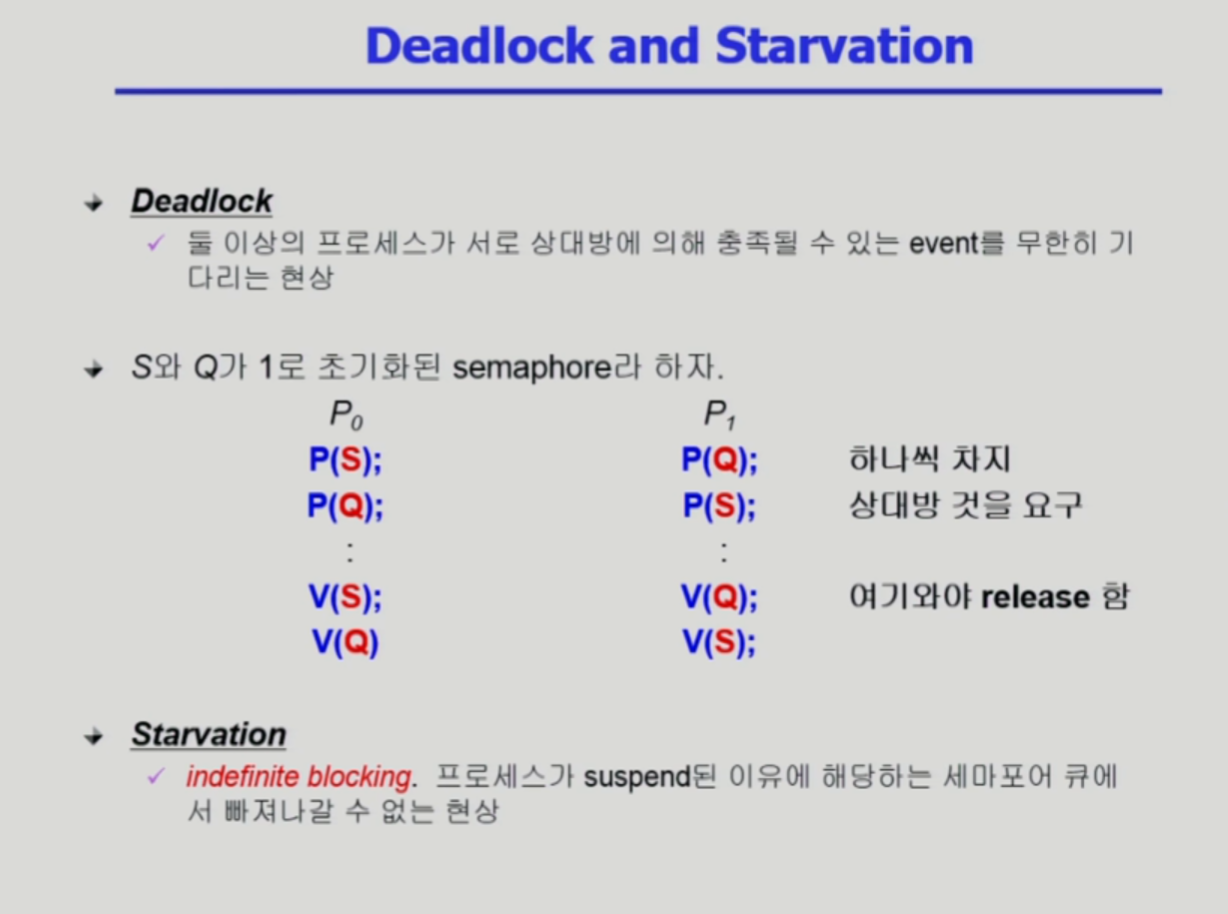 Deadlock and Starvation
Deadlock
✓ 둘 이상의 프로세스가 서로 상대방에 의해 충족될 수 있는 event를 무한히 기
다리는 현상
S와 Q가 1로 초기화된 semaphore라 하자.
P0 P1
P(S); P(Q); 하나씩 차지
P(Q); P(S); 상대방 것을 요구
: :
V(S); V(Q); 여기와야 release 함
V(Q) V(S);
Starvation
✓ indefinite blocking. 프로세스가 suspend된 이유에 해당하는 세마포어 큐에
서 빠져나갈 수 없는 현상